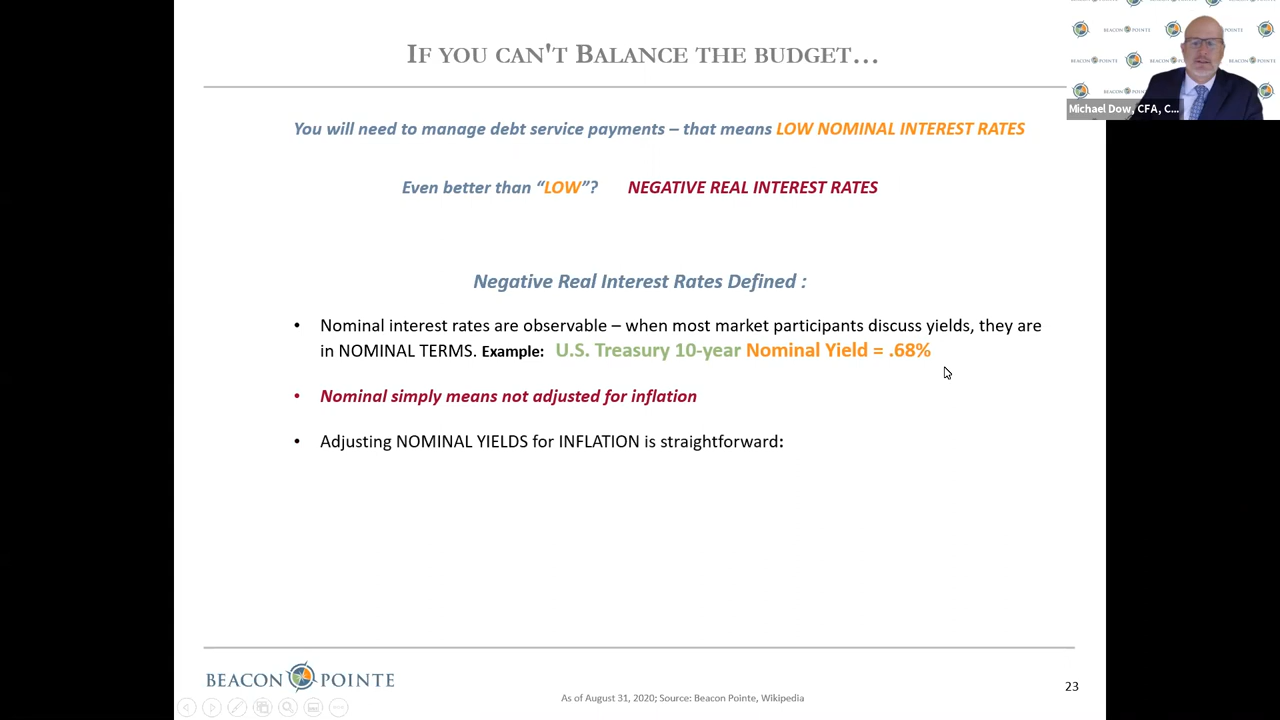 IF YOU CAN'T BALANCE THE BUDGET…
BEACON POINTE
Michael Dow, CFA, C...
You will need to manage debt service payments – that means LOW NOMINAL INTEREST RATES
Even better than “LOW”? NEGATIVE REAL INTEREST RATES
Negative Real Interest Rates Defined :
• Nominal interest rates are observable – when most market participants discuss yields, they are
in NOMINAL TERMS. Example: U.S. Treasury 10-year Nominal Yield = .68%
• Nominal simply means not adjusted for inflation
• Adjusting NOMINAL YIELDS for INFLATION is straightforward:
BEACON POINTE
As of August 31, 2020; Source: Beacon Pointe, Wikipedia
23